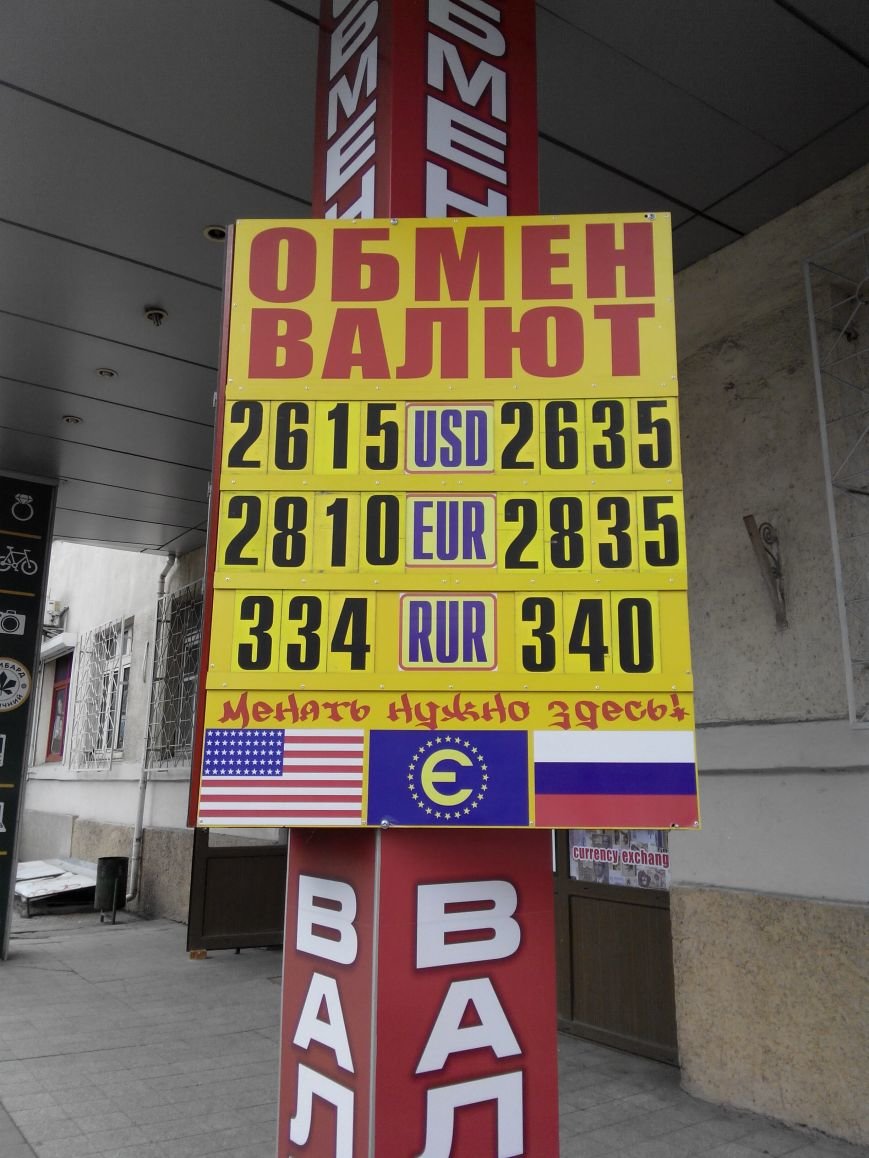 ОБМЕН
ОБМЕН
ОБМЕН
ВАЛЮТ
2615 USD 2635
2810 EUR 2835
334 RUR 340
Менять нужно здесь!
currency exchang
ВАЛ
ВАЛ